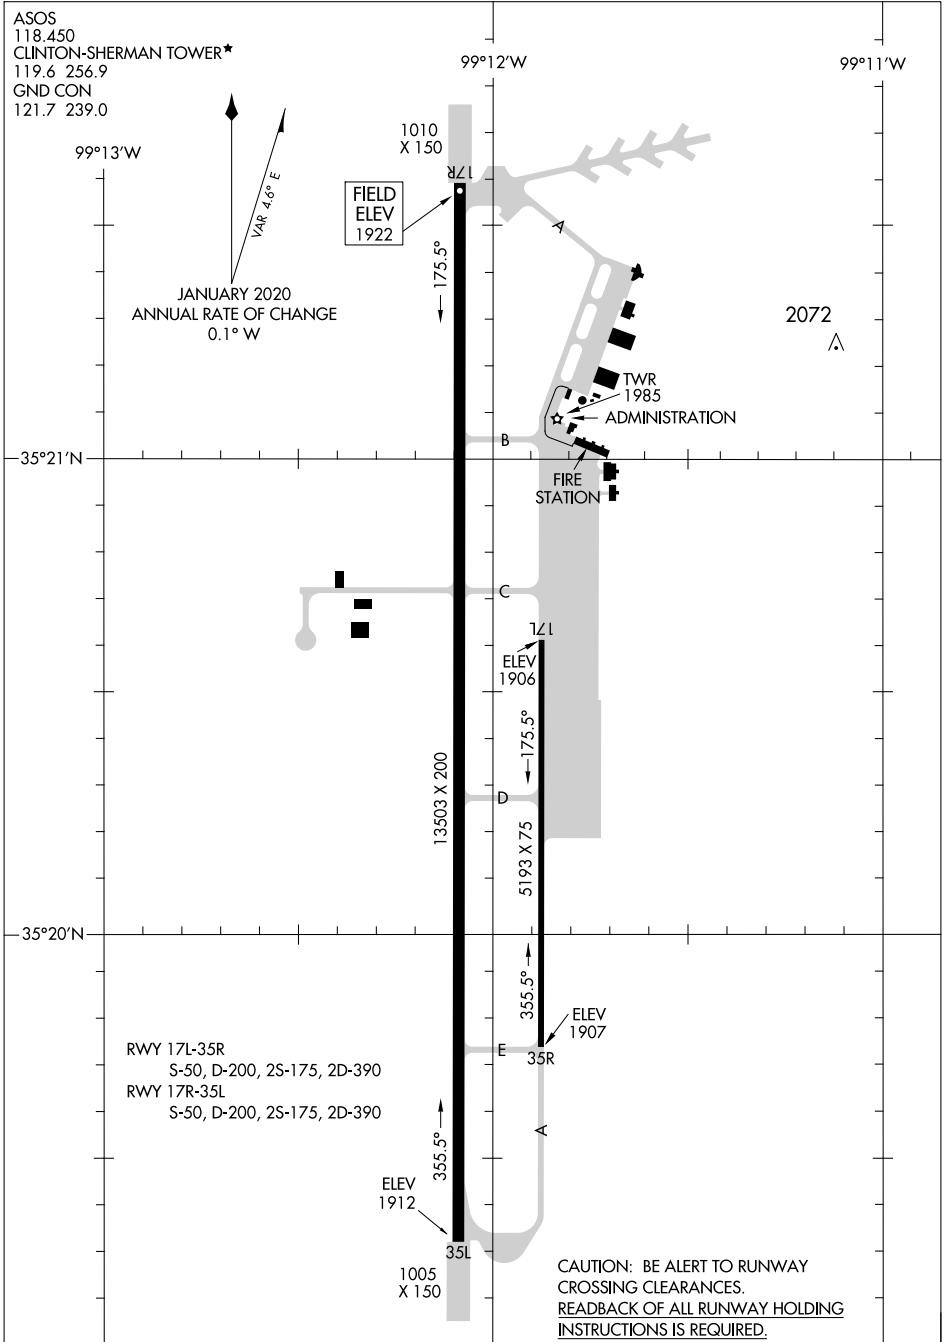 ASOS
118.450
CLINTON-SHERMAN TOWER★
119.6 256.9
GND CON
121.7 239.0
99°12'W
99°11'W
99°13'W
1010
X 150
17R
FIELD
ELEV
1922
VAR 4.6° E
A
175.5°
JANUARY 2020
ANNUAL RATE OF CHANGE
0.1° W
2072
TWR
1985
ADMINISTRATION
B
35°21'N
FIRE
STATION
C
17L
ELEV
1906
175.5°
13503 X 200
D
5193 X 75
35°20'N
355.5°
ELEV
1907
E
35R
RWY 17L-35R
S-50, D-200, 2S-175, 2D-390
RWY 17R-35L
S-50, D-200, 2S-175, 2D-390
355.5°
A
ELEV
1912
35L
1005
X 150
CAUTION: BE ALERT TO RUNWAY
CROSSING CLEARANCES.
READBACK OF ALL RUNWAY HOLDING
INSTRUCTIONS IS REQUIRED.